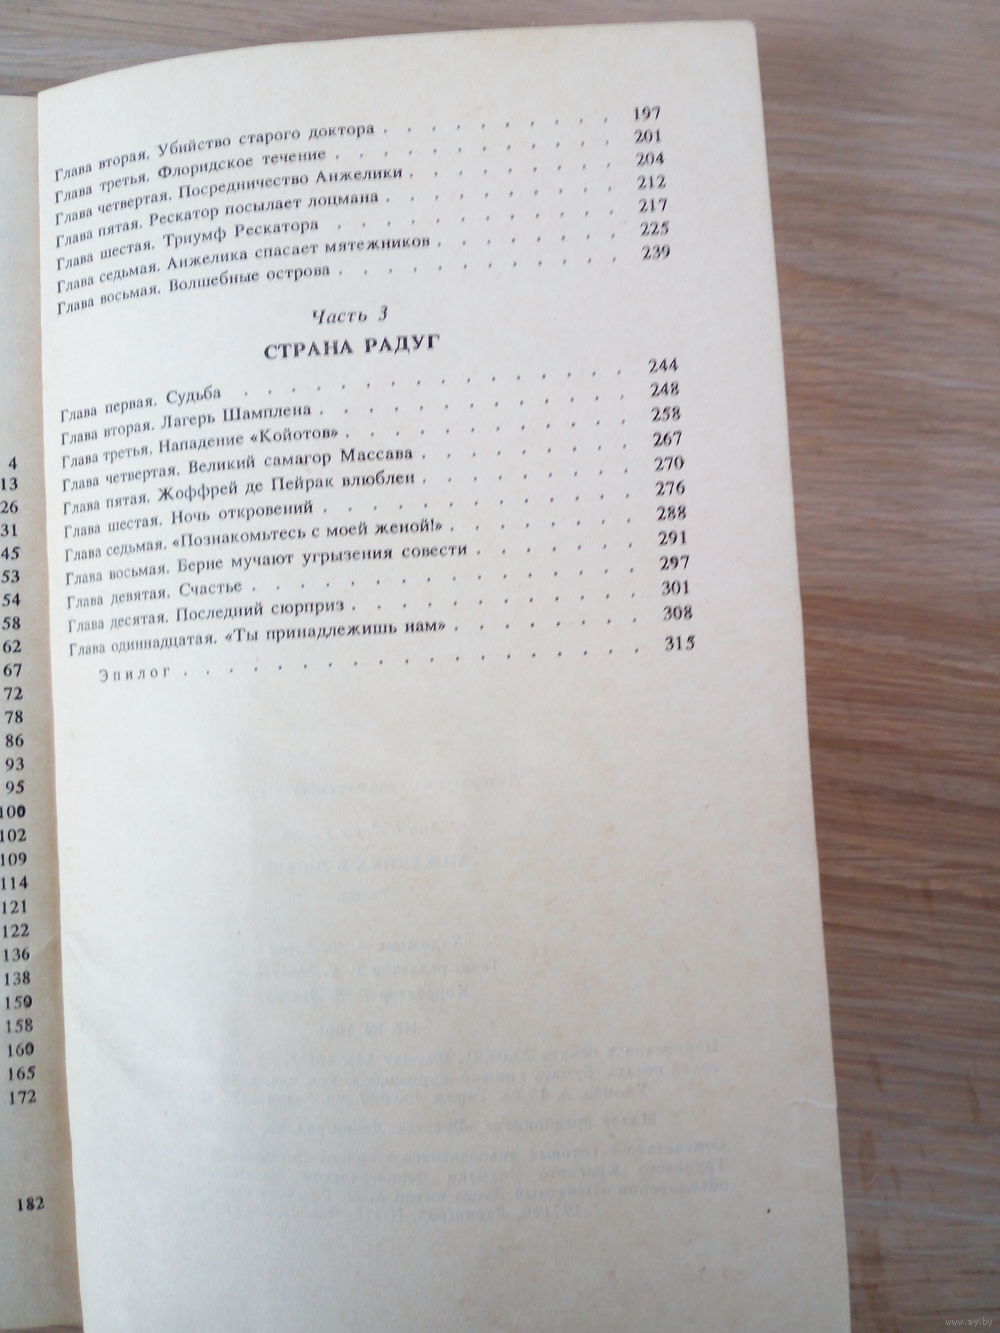 Глава вторая. Убийство старого доктора . . . . . . . . . . 197
Глава третья. Флоридское течение . . . . . . . . . . . . 201
Глава четвертая. Посредничество Анжелики . . . . . . . . . 204
Глава пятая. Рескатор посылает лоцмана . . . . . . . . . . 212
Глава шестая. Триумф Рескатора . . . . . . . . . . . . 217
Глава седьмая. Анжелика спасает мятежников . . . . . . . . 225
Глава восьмая. Волшебные острова . . . . . . . . . . . . 239
Часть 3
СТРАНА РАДУГ
Глава первая. Судьба . . . . . . . . . . . . . . . . 244
Глава вторая. Лагерь Шамплена . . . . . . . . . . . . . 248
Глава третья. Нападение «Койотов» . . . . . . . . . . . . 258
Глава четвертая. Великий самагор Массава . . . . . . . . . 267
Глава пятая. Жоффрей де Пейрак влюблен . . . . . . . . . 270
Глава шестая. Ночь откровений . . . . . . . . . . . . . 276
Глава седьмая. «Познакомьтесь с моей женой!» . . . . . . . . 288
Глава восьмая. Берне мучают угрызения совести . . . . . . . 291
Глава девятая. Счастье . . . . . . . . . . . . . . . . 297
Глава десятая. Последний сюрприз . . . . . . . . . . . . 301
Глава одиннадцатая. «Ты принадлежишь нам» . . . . . . . . 308
Эпилог . . . . . . . . . . . . . . . . . . . 315
4
13
26
31
45
53
54
58
62
67
72
78
86
93
95
100
102
109
114
121
122
136
138
150
158
160
165
172
182
www.ay.by